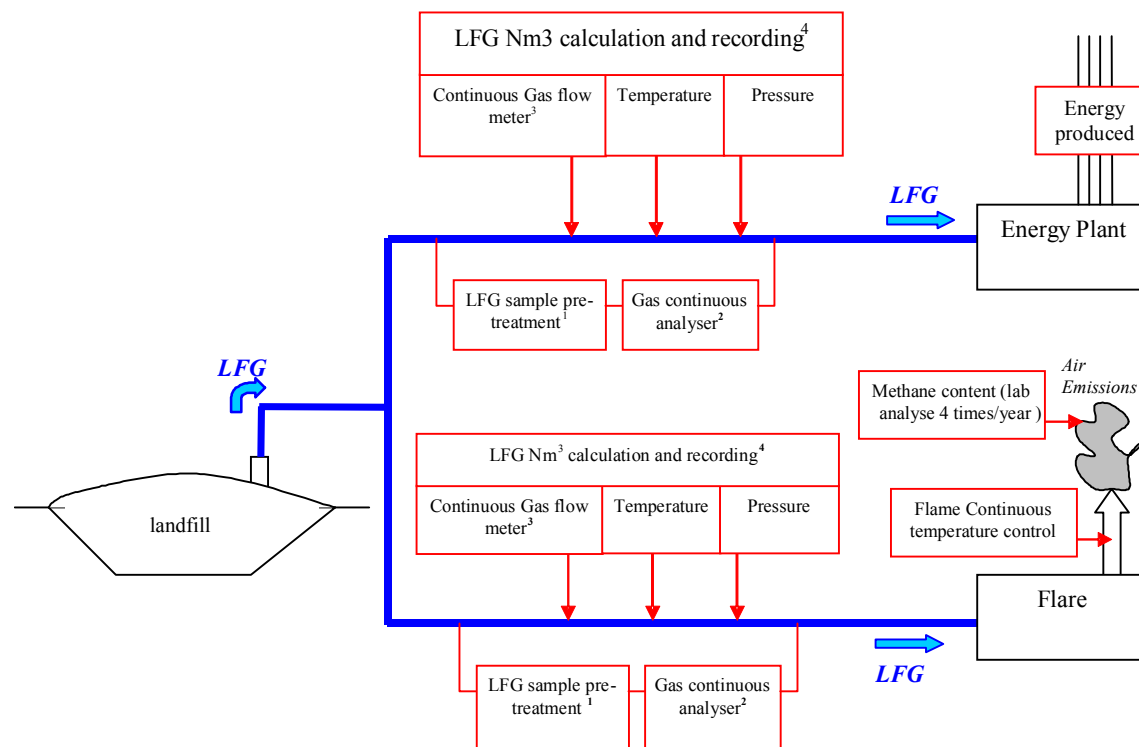 LFG Nm3 calculation and recording4
Continuous Gas flow
meter3
Temperature
Pressure
Energy
produced
LFG
Energy Plant
LFG sample pre-
treatment1
Gas continuous
analyser2
LFG
Air
Emissions
Methane content (lab
analyse 4 times/year )
LFG Nm3 calculation and recording4
Continuous Gas flow
meter3
Temperature
Pressure
landfill
Flame Continuous
temperature control
Flare
LFG
LFG sample pre-
treatment 1
Gas continuous
analyser2